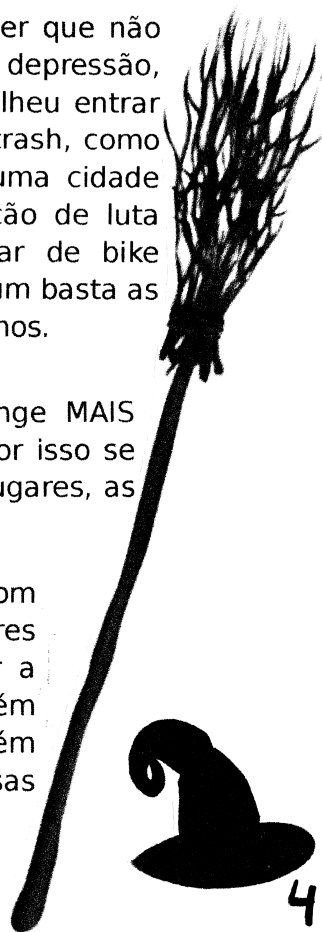 er que não
depressão,
lheu entrar
trash, como
uma cidade
ção de luta
ar de bike
um basta as
nos.
nge MAIS
or isso se
ugares, as
om
res
r a
ém
ém
sas
4